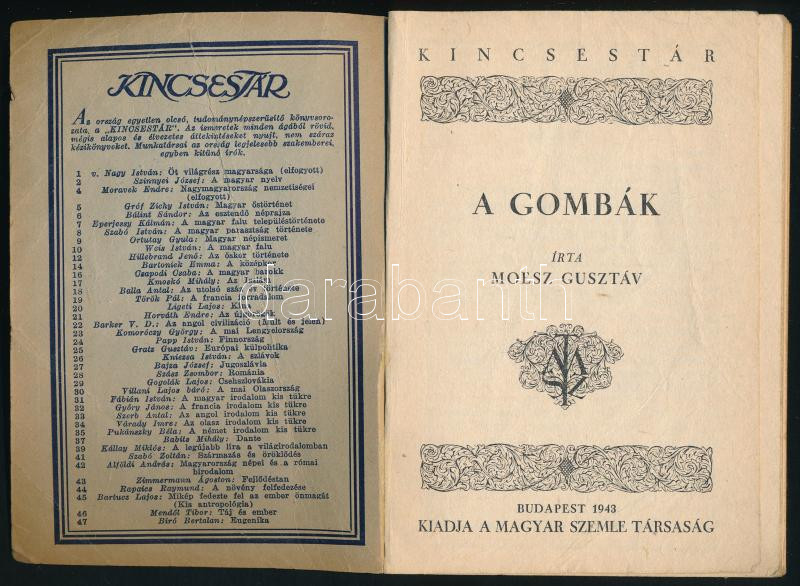 KINCSESTÁR
Az ország egyetlen olcsó, tudománynépszerűsítő könyvsoro-
zata, a „KINCSESTÁR". Az ismeretek minden ágából rövid,
mégis alapos és élvezetes áttekintéseket nyujt, nem száraz
kézikönyveket. Munkatársai az ország legjelesebb szakemberei,
egyben kitünő írók.
1 v. Nagy István: Öt világrész magyarsága (elfogyott)
2 Szinnyei József: A magyar nyelv
4 Moravek Endre: Nagymagyarország nemzetiségei
(elfogyott)
5 Gróf Zichy István: Magyar őstörténet
6 Bálint Sándor: Az esztendő néprajza
7 Eperjessy Kálmán: A magyar falu településtörténete
8 Szabó István: A magyar parasztság története
9 Ortutay Gyula: Magyar népismeret
10 Weis István: A magyar falu
12 Hillebrand Jenő: Az őskor története
14 Bartoniek Emma: A középkor
16 Csapodi Csaba: A magyar barokk
17 Kmoskó Mihály: Az Iszlám
18 Balla Antal: Az utolsó száz év története
19 Török Pál: A francia forradalom
20 Ligeti Lajos: Kína
21 Horváth Endre: Az újgörögök
22 Barker V. D.: Az angol civilizáció (Mult és jelen)
23 Komoróczy György: A mai Lengyelország
24 Papp István: Finnország
25 Gratz Gusztáv: Európai külpolitika
26 Kniezsa István: A szlávok
27 Bajza József: Jugoszlávia
28 Szász Zsombor: Románia
29 Gogolák Lajos: Csehszlovákia
30 Villani Lajos báró: A mai Olaszország
31 Fábián István: A magyar irodalom kis tükre
32 Győry János: A francia irodalom kis tükre
33 Szerb Antal: Az angol irodalom kis tükre
34 Várady Imre: Az olasz irodalom kis tükre
35 Pukánszky Béla: A német irodalom kis tükre
37 Babits Mihály: Dante
39 Kállay Miklós: A legújabb líra a világirodalomban
41 Szabó Zoltán: Származás és öröklődés
42 Alföldi András: Magyarország népei és a római
birodalom
43 Zimmermann Ágoston: Fejlődéstan
44 Rapaics Raymund: A növény felfedezése
45 Bartucz Lajos: Mikép fedezte fel az ember önmagát
(Kis antropológia)
46 Mendöl Tibor: Táj és ember
47 Bíró Bertalan: Eugenika
KINCSESTÁR
A GOMBÁK
ÍRTA
MOESZ GUSZTÁV
BUDAPEST 1943
KIADJA A MAGYAR SZEMLE TÁRSASÁG
darabanth